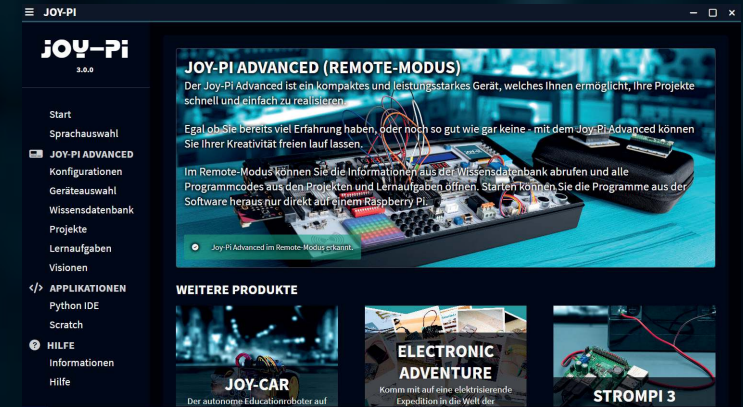 JOY-PI
JOY-Pi
3.0.0
Start
Sprachauswahl
JOY-PI ADVANCED
Konfigurationen
Geräteauswahl
Wissensdatenbank
Projekte
Lernaufgaben
Visionen
</> APPLIKATIONEN
Python IDE
Scratch
HILFE
Informationen
Hilfe
JOY-PI ADVANCED (REMOTE-MODUS)
Der Joy-Pi Advanced ist ein kompaktes und leistungsstarkes Gerät, welches Ihnen ermöglicht, Ihre Projekte
schnell und einfach zu realisieren.
Egal ob Sie bereits viel Erfahrung haben, oder noch so gut wie gar keine - mit dem Joy-Pi Advanced können
Sie Ihrer Kreativität freien lauf lassen.
Im Remote-Modus können Sie die Informationen aus der Wissensdatenbank abrufen und alle
Programmcodes aus den Projekten und Lernaufgaben öffnen. Starten können Sie die Programme aus der
Software heraus nur direkt auf einem Raspberry Pi.
Joy-Pi Advanced im Remote-Modus erkannt.
WEITERE PRODUKTE
JOY-CAR
Der autonome Educationroboter auf
ELECTRONIC
ADVENTURE
Komm mit auf eine elektrisierende
Expedition in die Welt der
STROMPI 3